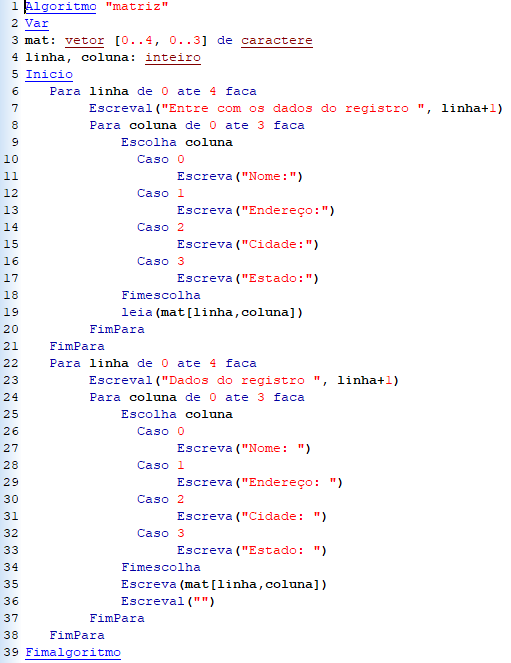 1 Algoritmo "matriz"
2 Var
3 mat: vetor [0..4, 0..3] de caractere
4 linha, coluna: inteiro
5 Inicio
6 Para linha de 0 ate 4 faca
7 Escreval("Entre com os dados do registro ", linha+1)
8 Para coluna de 0 ate 3 faca
9 Escolha coluna
10 Caso 0
11 Escreva("Nome:")
12 Caso 1
13 Escreva("Endereço:")
14 Caso 2
15 Escreva("Cidade:")
16 Caso 3
17 Escreva("Estado:")
18 Fimescolha
19 leia(mat[linha,coluna])
20 FimPara
21 FimPara
22 Para linha de 0 ate 4 faca
23 Escreval("Dados do registro ", linha+1)
24 Para coluna de 0 ate 3 faca
25 Escolha coluna
26 Caso 0
27 Escreva("Nome: ")
28 Caso 1
29 Escreva("Endereço: ")
30 Caso 2
31 Escreva("Cidade: ")
32 Caso 3
33 Escreva("Estado: ")
34 Fimescolha
35 Escreva(mat[linha,coluna])
36 Escreval("")
37 FimPara
38 FimPara
39 Fimalgoritmo